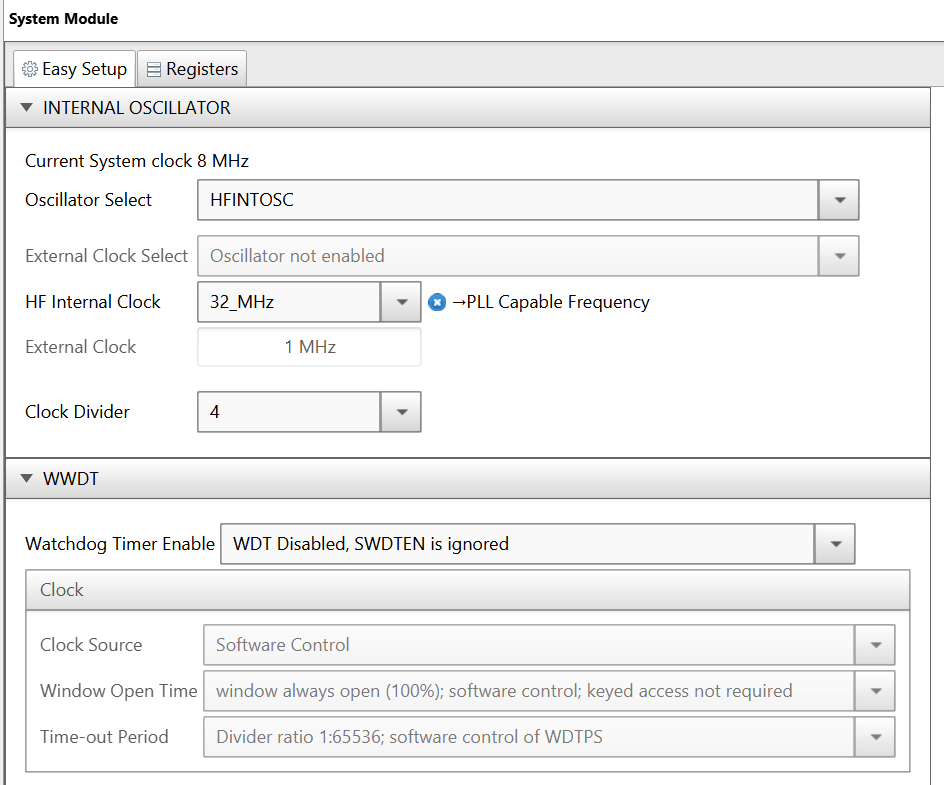 System Module
Easy Setup Registers
INTERNAL OSCILLATOR
Current System clock 8 MHz
Oscillator Select HFINTOSC
External Clock Select Oscillator not enabled
HF Internal Clock 32_MHz →PLL Capable Frequency
External Clock 1 MHz
Clock Divider 4
WWDT
Watchdog Timer Enable WDT Disabled, SWDTEN is ignored
Clock
Clock Source Software Control
Window Open Time window always open (100%); software control; keyed access not required
Time-out Period Divider ratio 1:65536; software control of WDTPS